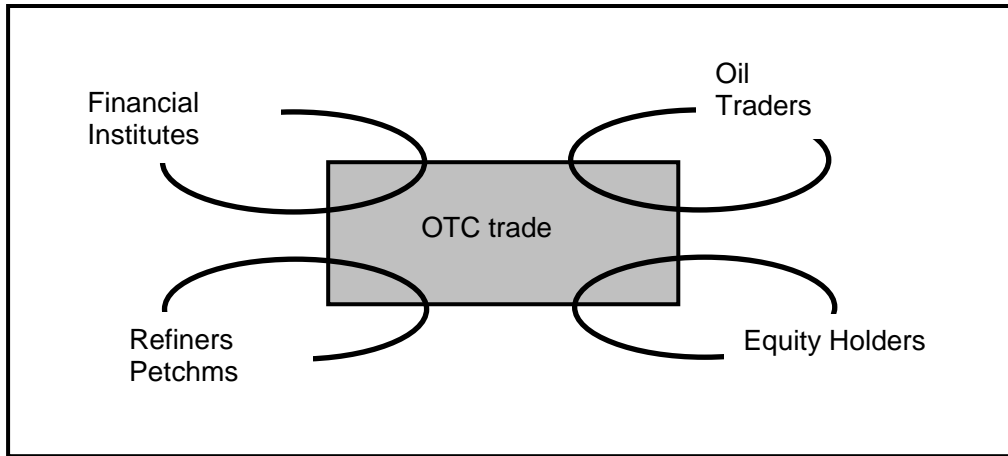 Financial
Institutes
Oil
Traders
OTC trade
Refiners
Petchms
Equity Holders